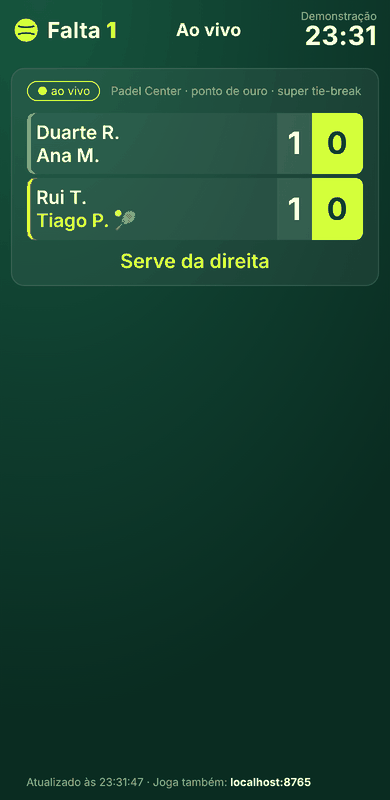 Falta 1
Ao vivo
Demonstração
23:31
ao vivo
Padel Center · ponto de ouro · super tie-break
Duarte R.
Ana M.
1 0
Rui T.
Tiago P.
1 0
Serve da direita
Atualizado às 23:31:47 · Joga também: localhost:8765